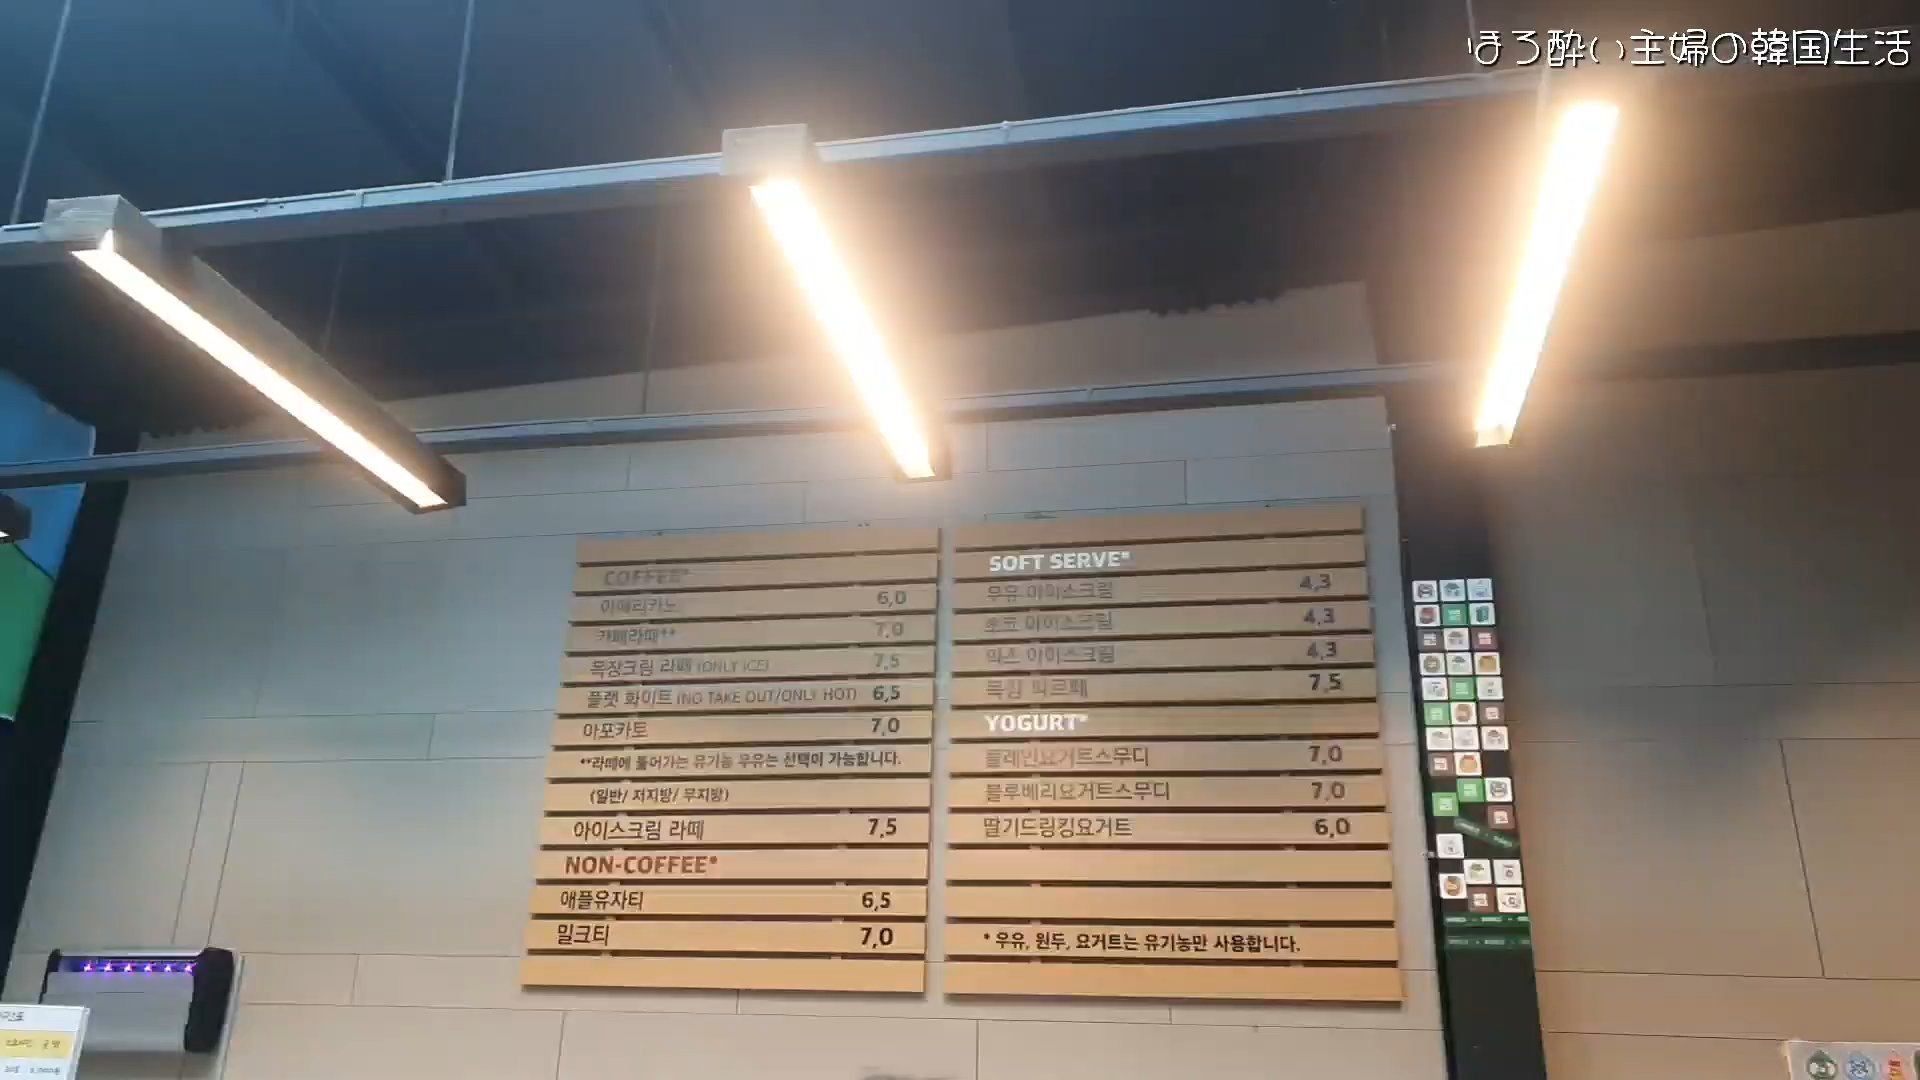 ほろ酔い主婦の韓国生活
COFFEE*
아메리카노 6,0
카페라떼** 7,0
목장크림 라떼 (ONLY ICE) 7,5
플랫 화이트 (NO TAKE OUT/ONLY HOT) 6,5
아포카토 7,0
**라떼에 들어가는 유기농 우유는 선택이 가능합니다.
(일반/ 저지방/ 무지방)
아이스크림 라떼 7,5
NON-COFFEE*
애플유자티 6,5
밀크티 7,0
SOFT SERVE*
우유 아이스크림 4,3
초코 아이스크림 4,3
믹스 아이스크림 4,3
목장 파르페 7,5
YOGURT*
플레인요거트스무디 7,0
블루베리요거트스무디 7,0
딸기드링킹요거트 6,0
* 우유, 원두, 요거트는 유기농만 사용합니다.